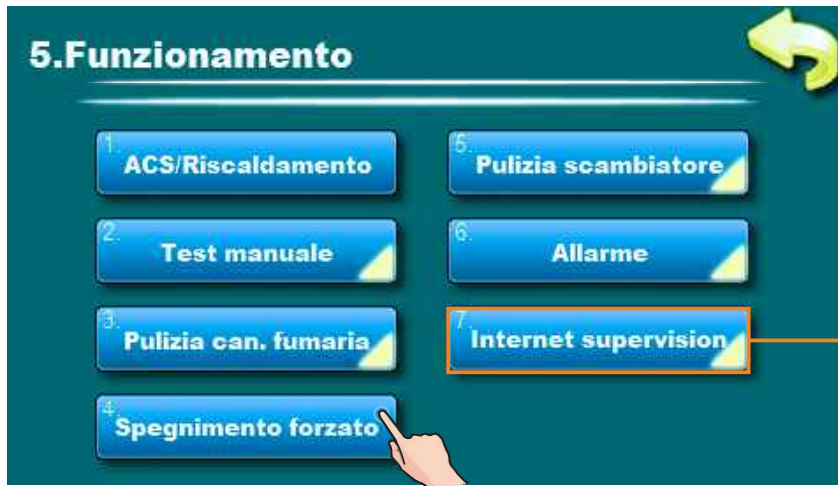 5.Funzionamento
1. ACS/Riscaldamento
2. Test manuale
3. Pulizia can. fumaria
4. Spegnimento forzato
5. Pulizia scambiatore
6. Allarme
7. Internet supervision